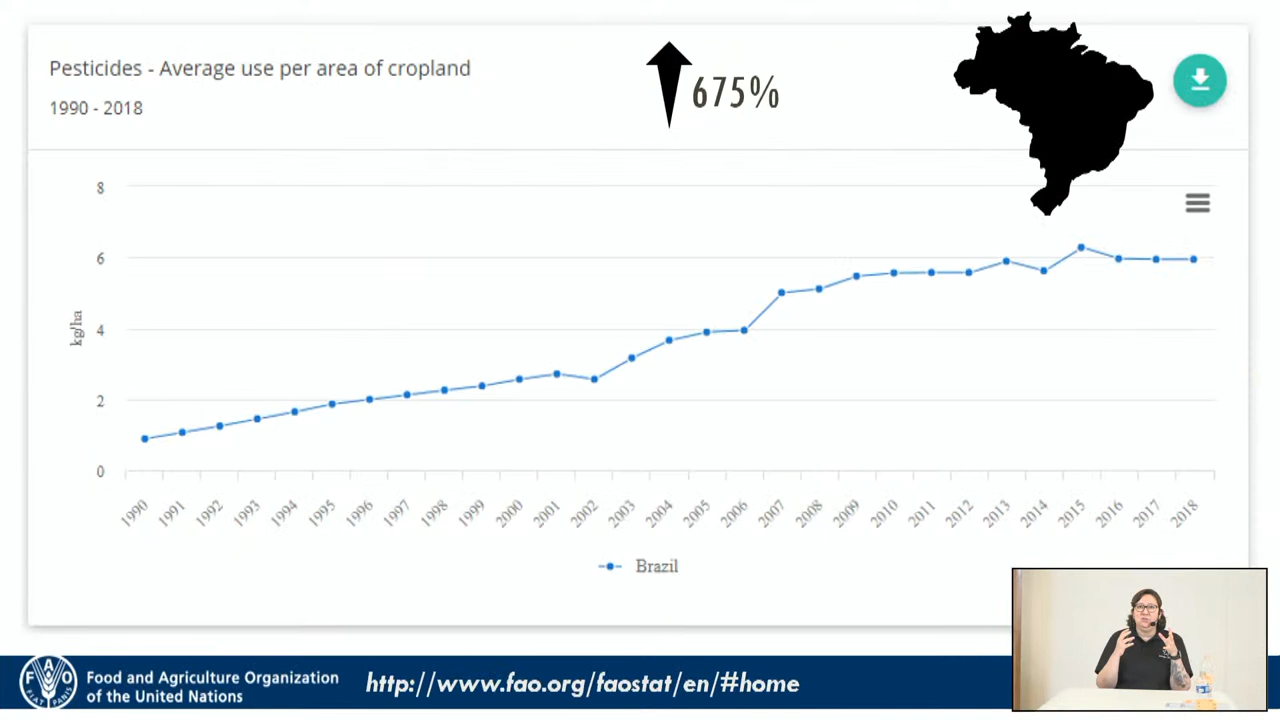 Pesticides - Average use per area of cropland
1990 - 2018
675%
8
6
4
2
0
kg/ha
1990 1991 1992 1993 1994 1995 1996 1997 1998 1999 2000 2001 2002 2003 2004 2005 2006 2007 2008 2009 2010 2011 2012 2013 2014 2015 2016 2017 2018
Brazil
FAO
FIAT PANIS
Food and Agriculture Organization
of the United Nations
http://www.fao.org/faostat/en/#home